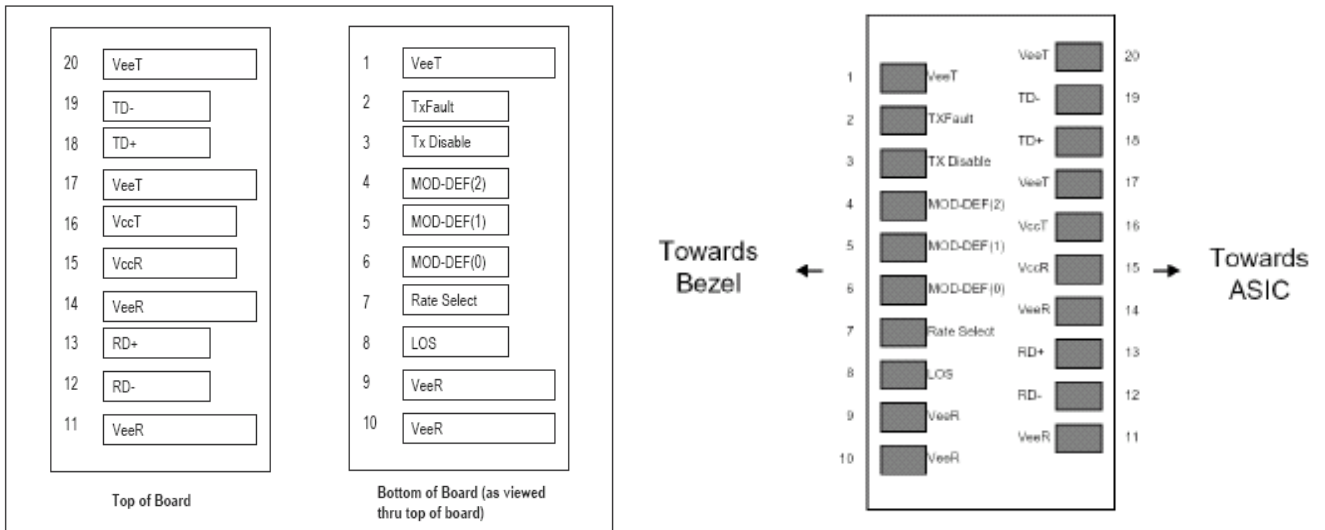 20 VeeT
19 TD-
18 TD+
17 VeeT
16 VccT
15 VccR
14 VeeR
13 RD+
12 RD-
11 VeeR
Top of Board
1 VeeT
2 TxFault
3 Tx Disable
4 MOD-DEF(2)
5 MOD-DEF(1)
6 MOD-DEF(0)
7 Rate Select
8 LOS
9 VeeR
10 VeeR
Bottom of Board (as viewed
thru top of board)
Towards
Bezel
1 VeeT
2 TXFault
3 TX Disable
4 MOD-DEF(2)
5 MOD-DEF(1)
6 MOD-DEF(0)
7 Rate Select
8 LOS
9 VeeR
10 VeeR
VeeT 20
TD- 19
TD+ 18
VeeT 17
VccT 16
VccR 15
VeeR 14
RD+ 13
RD- 12
VeeR 11
Towards
ASIC